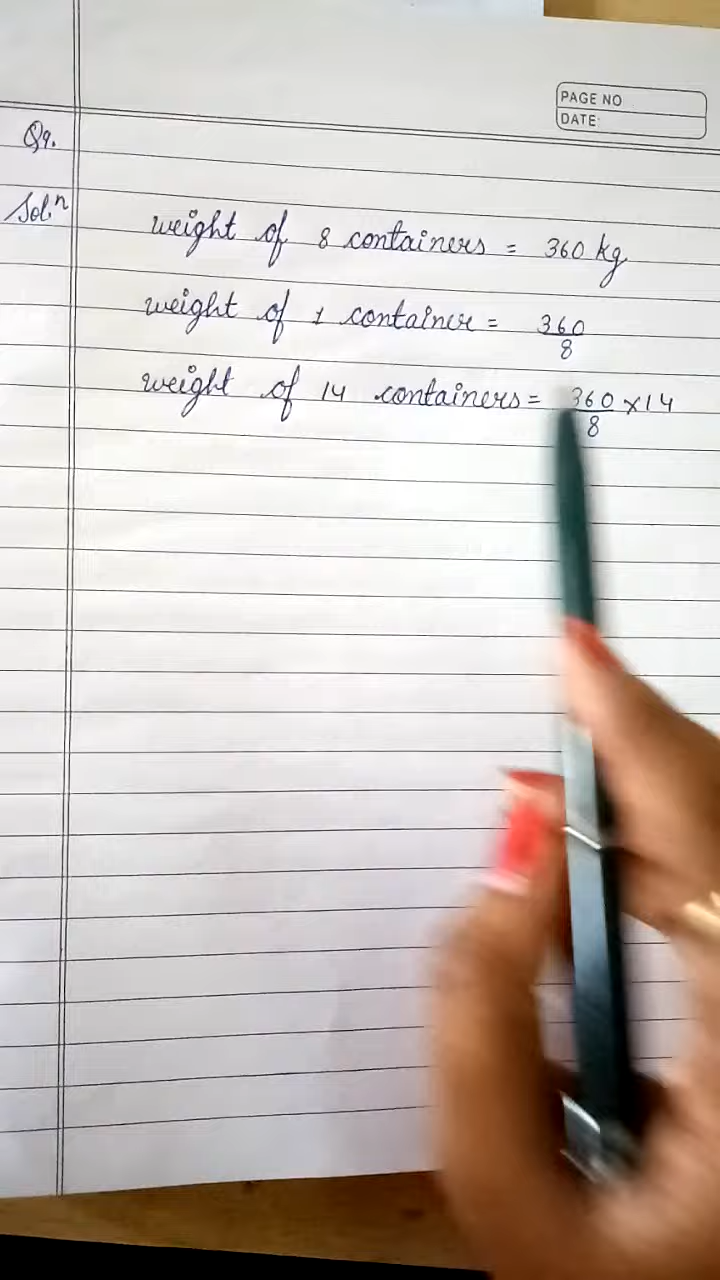 PAGE NO
DATE:
Q9.
Sol.ⁿ
weight of 8 containers = 360 kg
weight of 1 container = 360/8
weight of 14 containers = 360/8 ×14